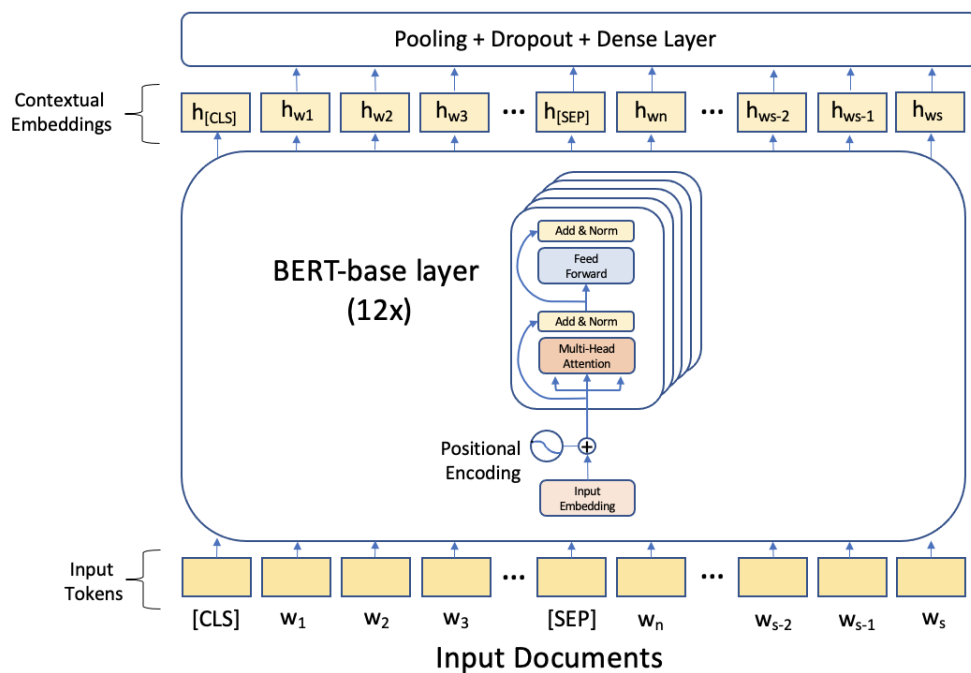 Pooling + Dropout + Dense Layer
Contextual
Embeddings
h[CLS] hw1 hw2 hw3 ... h[SEP] hwn ... hws-2 hws-1 hws
BERT-base layer
(12x)
Add & Norm
Feed
Forward
Add & Norm
Multi-Head
Attention
Positional
Encoding
+
Input
Embedding
Input
Tokens
... ...
[CLS] w1 w2 w3 [SEP] wn ws-2 ws-1 ws
Input Documents